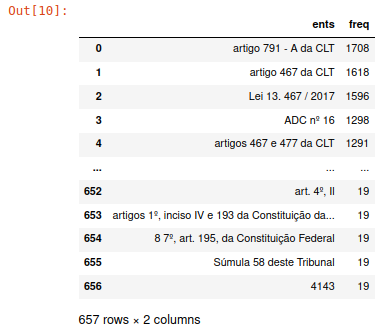 Out[10]:
ents freq
0 artigo 791 - A da CLT 1708
1 artigo 467 da CLT 1618
2 Lei 13. 467 / 2017 1596
3 ADC nº 16 1298
4 artigos 467 e 477 da CLT 1291
... ... ...
652 art. 4º, II 19
653 artigos 1º, inciso IV e 193 da Constituição da... 19
654 8 7º, art. 195, da Constituição Federal 19
655 Súmula 58 deste Tribunal 19
656 4143 19
657 rows × 2 columns